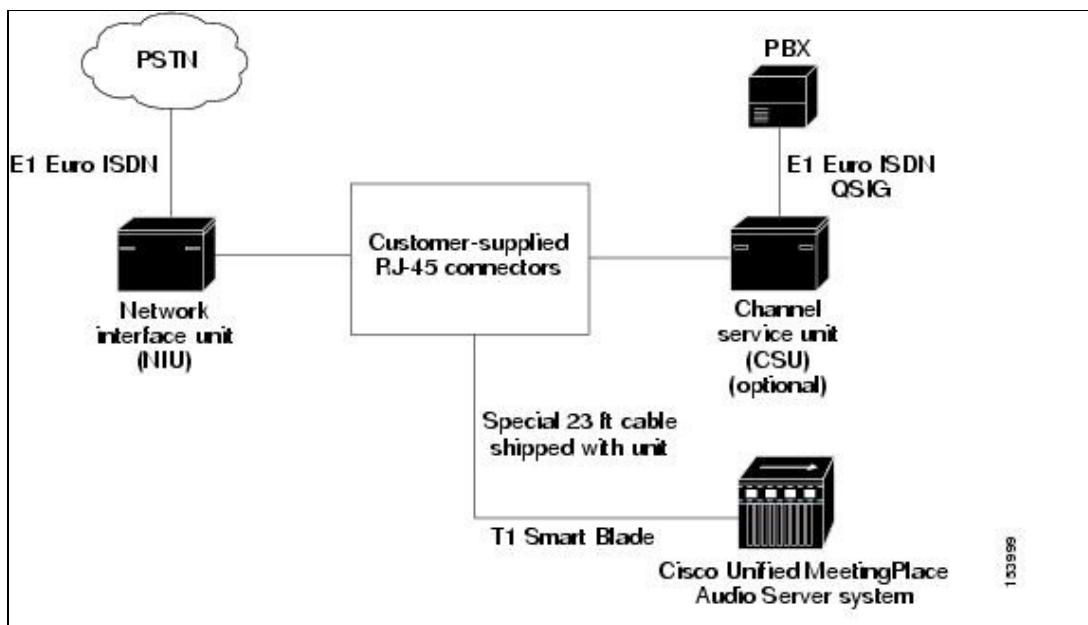 PSTN
PBX
E1 Euro ISDN
E1 Euro ISDN
QSIG
Customer-supplied
RJ-45 connectors
Network
interface unit
(NIU)
Channel
service unit
(CSU)
(optional)
Special 23 ft cable
shipped with unit
T1 Smart Blade
Cisco Unified MeetingPlace
Audio Server system
153999